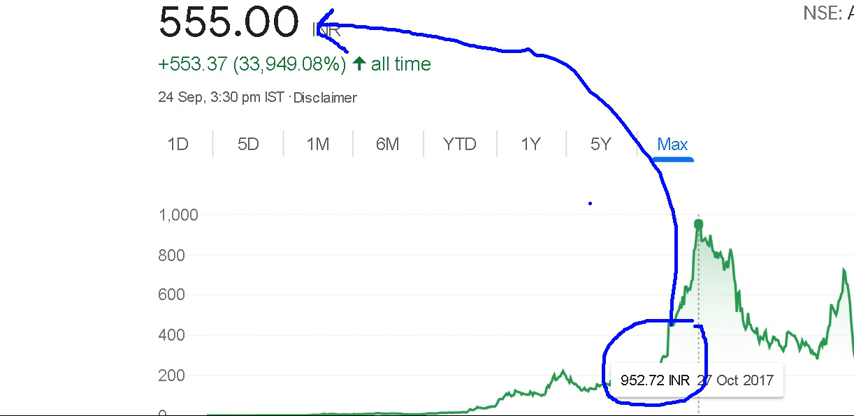 555.00 INR
NSE: A
+553.37 (33,949.08%) ↑ all time
24 Sep, 3:30 pm IST · Disclaimer
1D 5D 1M 6M YTD 1Y 5Y Max
1,000
800
600
400
200
0
952.72 INR 27 Oct 2017